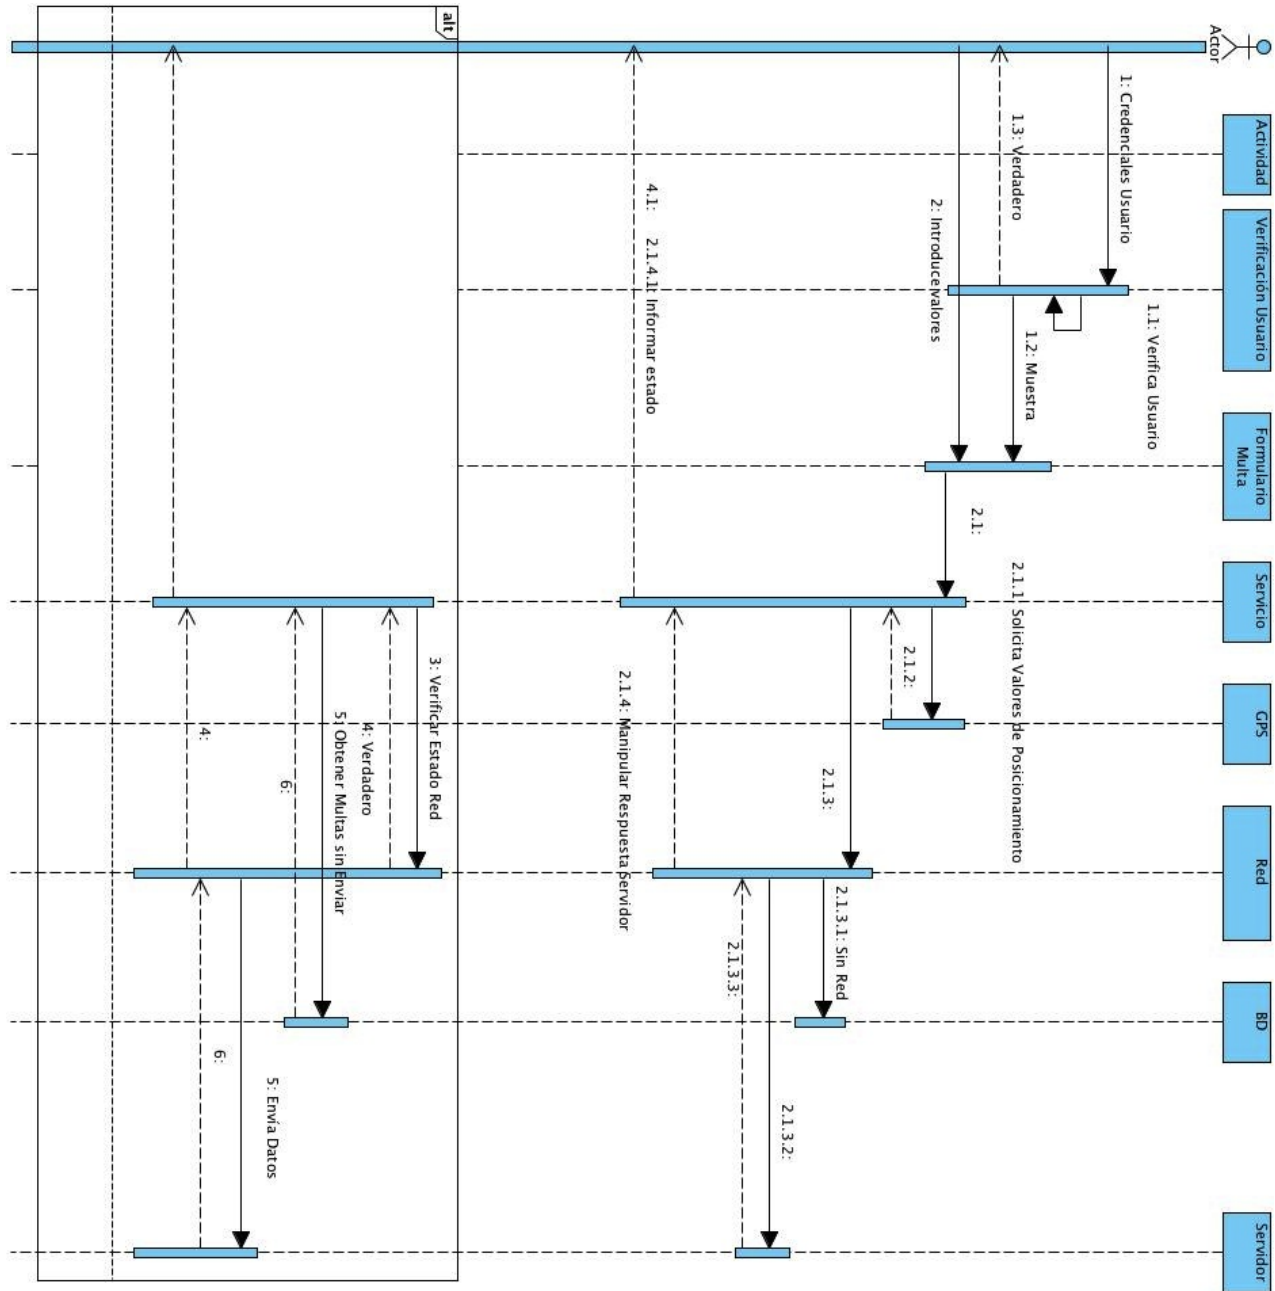 Actor
Actividad
Verificación Usuario
Formulario
Multa
Servicio
GPS
Red
BD
Servidor
1: Credenciales Usuario
1.1: Verifica Usuario
1.2: Muestra
1.3: Verdadero
2: Introduce valores
2.1:
2.1.1: Solicita Valores de Posicionamiento
2.1.2:
2.1.3:
2.1.3.1: Sin Red
2.1.3.2:
2.1.3.3:
2.1.4: Manipular Respuesta Servidor
4.1:
2.1.4.1: Informar estado
alt
3: Verificar Estado Red
4: Verdadero
5: Obtener Multas sin Enviar
6:
5: Envía Datos
6:
4: